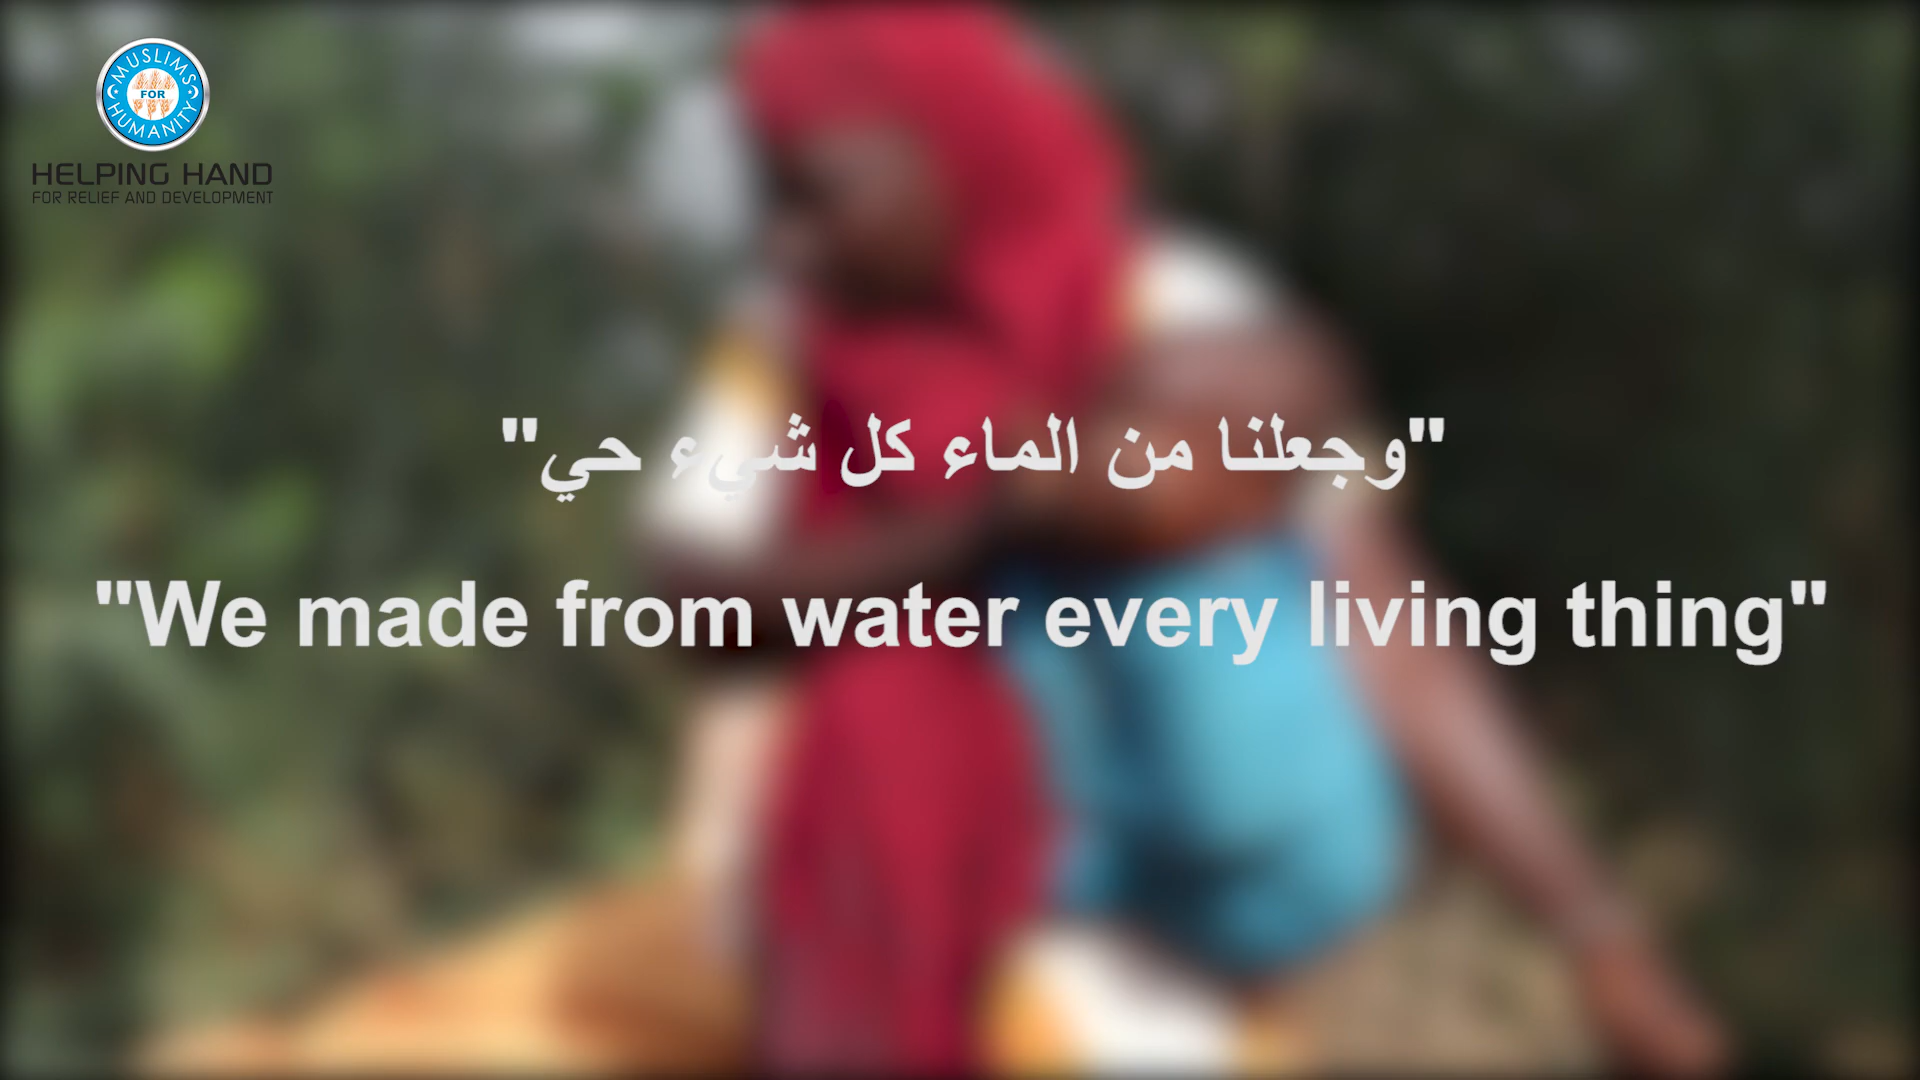 MUSLIMS
FOR
HUMANITY
HELPING HAND
FOR RELIEF AND DEVELOPMENT
"وجعلنا من الماء كل شيء حي"
"We made from water every living thing"